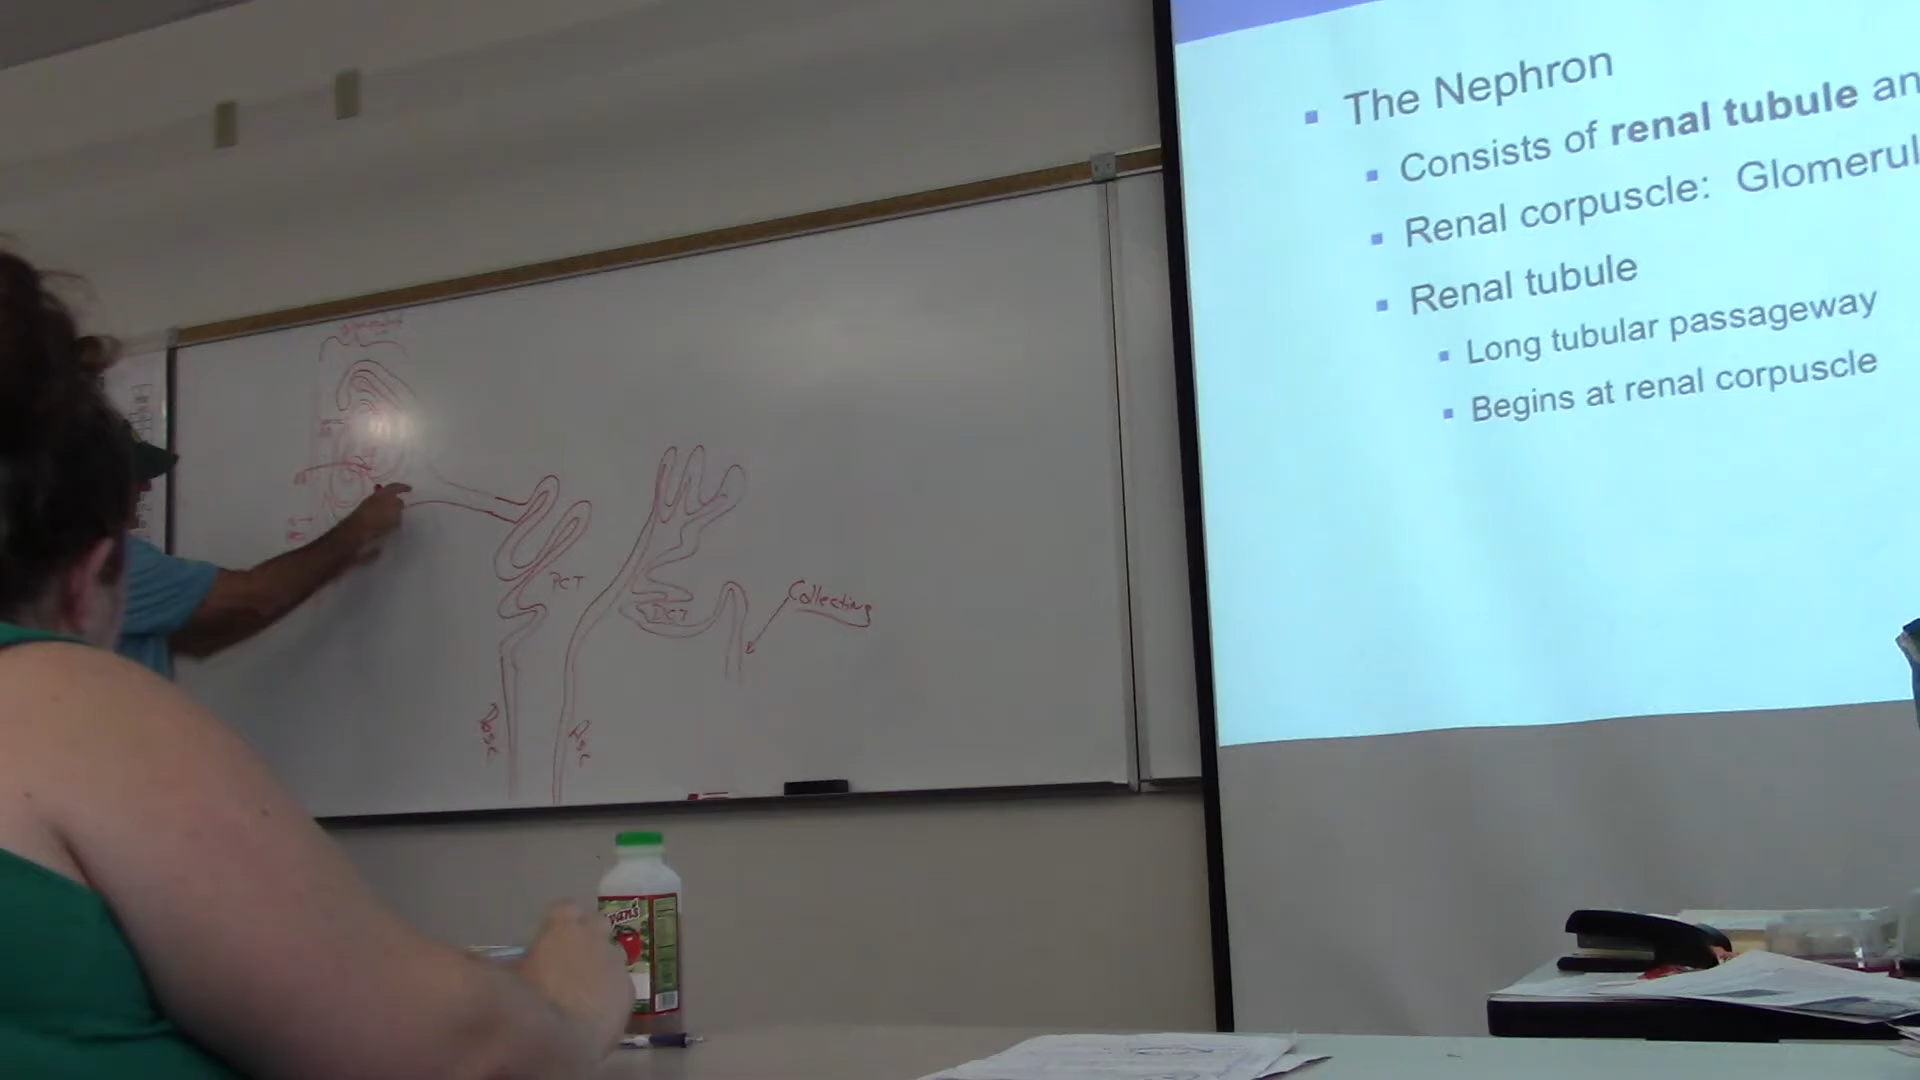 The Nephron
Consists of renal tubule an
Renal corpuscle: Glomerul
Renal tubule
Long tubular passageway
Begins at renal corpuscle
PCT
DCT
Collecting
van's